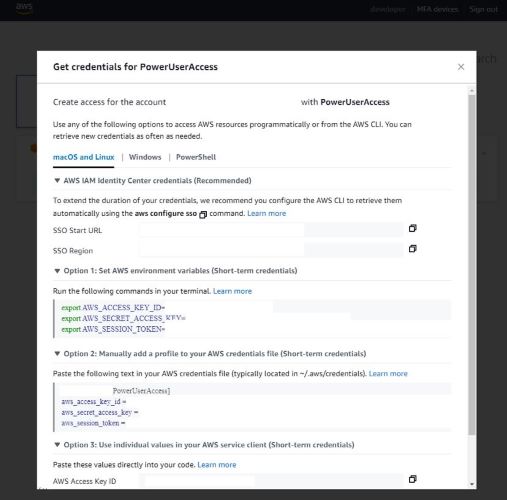 aws
developer MFA devices Sign out
arch
Get credentials for PowerUserAccess
Create access for the account with PowerUserAccess
Use any of the following options to access AWS resources programmatically or from the AWS CLI. You can
retrieve new credentials as often as needed.
macOS and Linux | Windows | PowerShell
▼ AWS IAM Identity Center credentials (Recommended)
To extend the duration of your credentials, we recommend you configure the AWS CLI to retrieve them
automatically using the aws configure sso command. Learn more
SSO Start URL
SSO Region
▼ Option 1: Set AWS environment variables (Short-term credentials)
Run the following commands in your terminal. Learn more
export AWS_ACCESS_KEY_ID=
export AWS_SECRET_ACCESS_KEY=
export AWS_SESSION_TOKEN=
▼ Option 2: Manually add a profile to your AWS credentials file (Short-term credentials)
Paste the following text in your AWS credentials file (typically located in ~/.aws/credentials). Learn more
PowerUserAccess]
aws_access_key_id =
aws_secret_access_key =
aws_session_token =
▼ Option 3: Use individual values in your AWS service client (Short-term credentials)
Paste these values directly into your code. Learn more
AWS Access Key ID